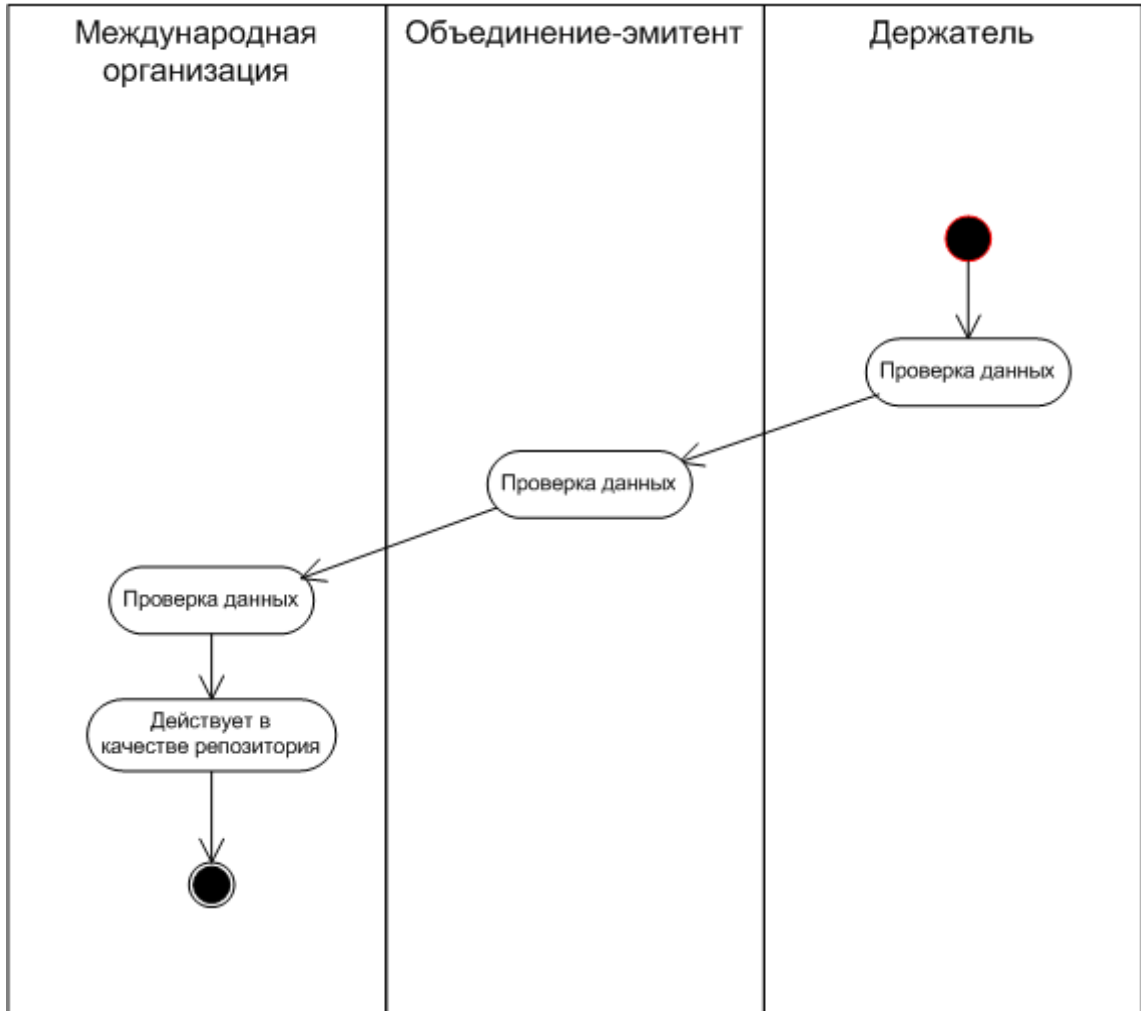 Международная
организация
Объединение-эмитент
Держатель
Проверка данных
Проверка данных
Проверка данных
Действует в
качестве репозитория